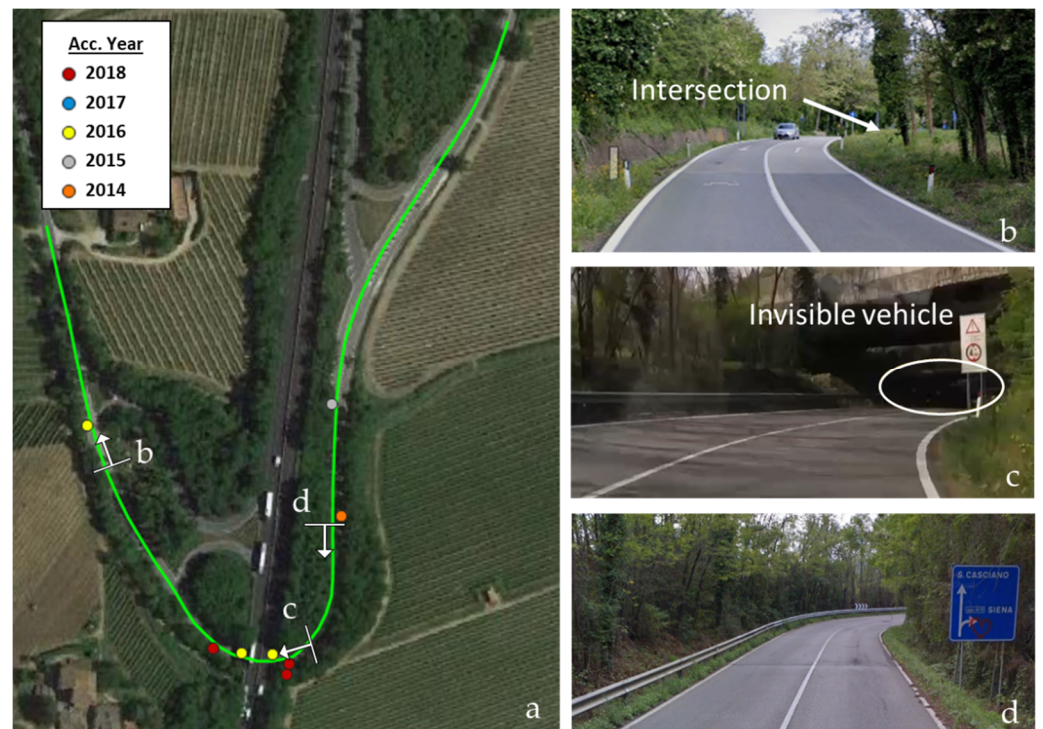 Acc. Year
2018
2017
2016
2015
2014
b
d
c
a
Intersection
b
Invisible vehicle
c
S. CASCIANO
SIENA
d